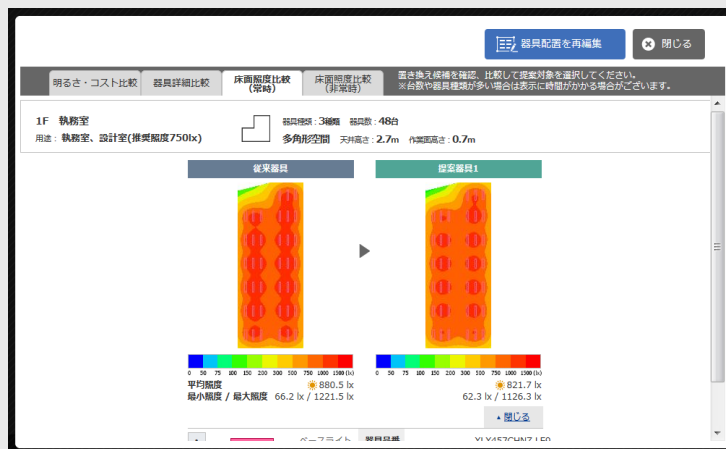 器具配置を再編集
閉じる
明るさ・コスト比較
器具詳細比較
床面照度比較
（常時）
床面照度比較
（非常時）
置き換え候補を確認、比較して提案対象を選択してください。
※台数や器具種類が多い場合は表示に時間がかかる場合がございます。
1F 執務室
器具種類：3種類 器具数：48台
用途：執務室、設計室(推奨照度750lx)
多角形空間 天井高さ：2.7m 作業面高さ：0.7m
従来器具
提案器具1
0 50 75 100 150 200 300 500 750 1000 1500 (lx)
0 50 75 100 150 200 300 500 750 1000 1500 (lx)
平均照度 880.5 lx
821.7 lx
最小照度 / 最大照度 66.2 lx / 1221.5 lx
62.3 lx / 1126.3 lx
閉じる
ベースライト 器具品番